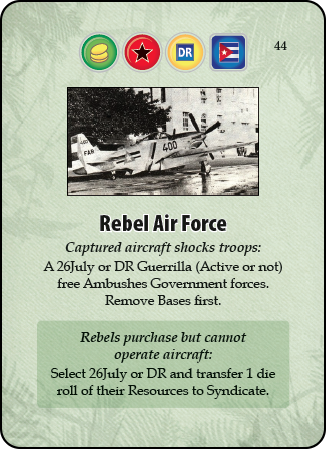 DR
44
FAR
400
Rebel Air Force
Captured aircraft shocks troops:
A 26July or DR Guerrilla (Active or not)
free Ambushes Government forces.
Remove Bases first.
Rebels purchase but cannot
operate aircraft:
Select 26July or DR and transfer 1 die
roll of their Resources to Syndicate.